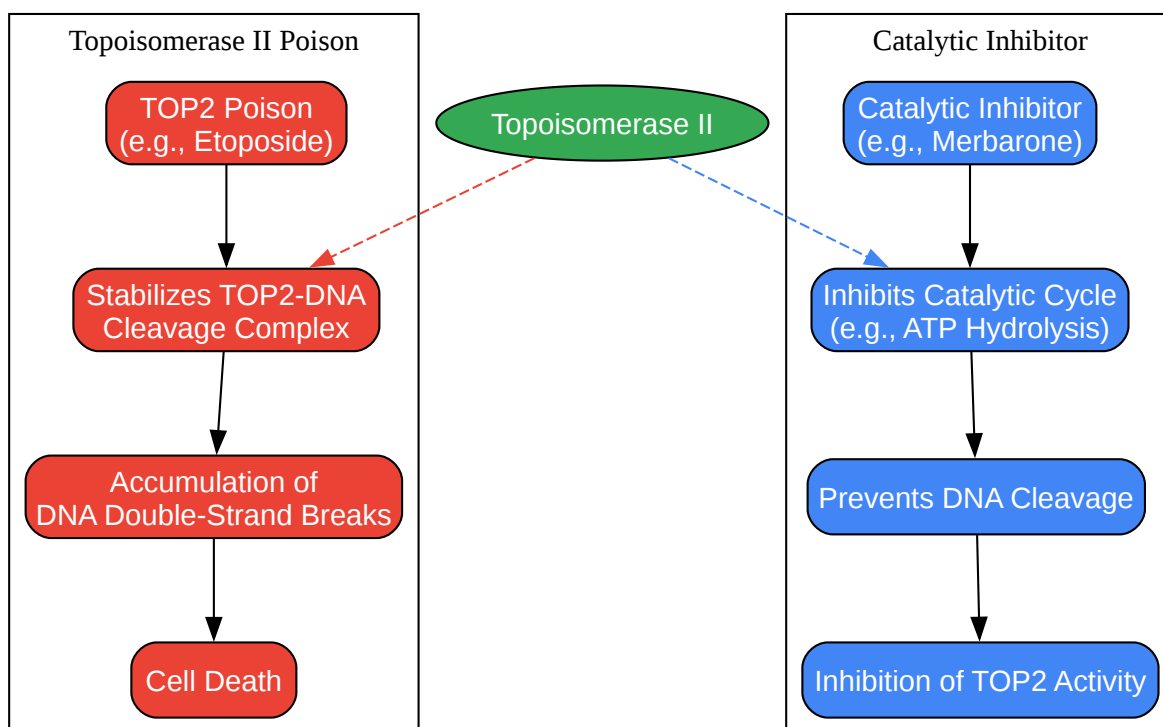 Topoisomerase II Poison
TOP2 Poison
(e.g., Etoposide)
Stabilizes TOP2-DNA
Cleavage Complex
Accumulation of
DNA Double-Strand Breaks
Cell Death
Topoisomerase II
Catalytic Inhibitor
Catalytic Inhibitor
(e.g., Merbarone)
Inhibits Catalytic Cycle
(e.g., ATP Hydrolysis)
Prevents DNA Cleavage
Inhibition of TOP2 Activity